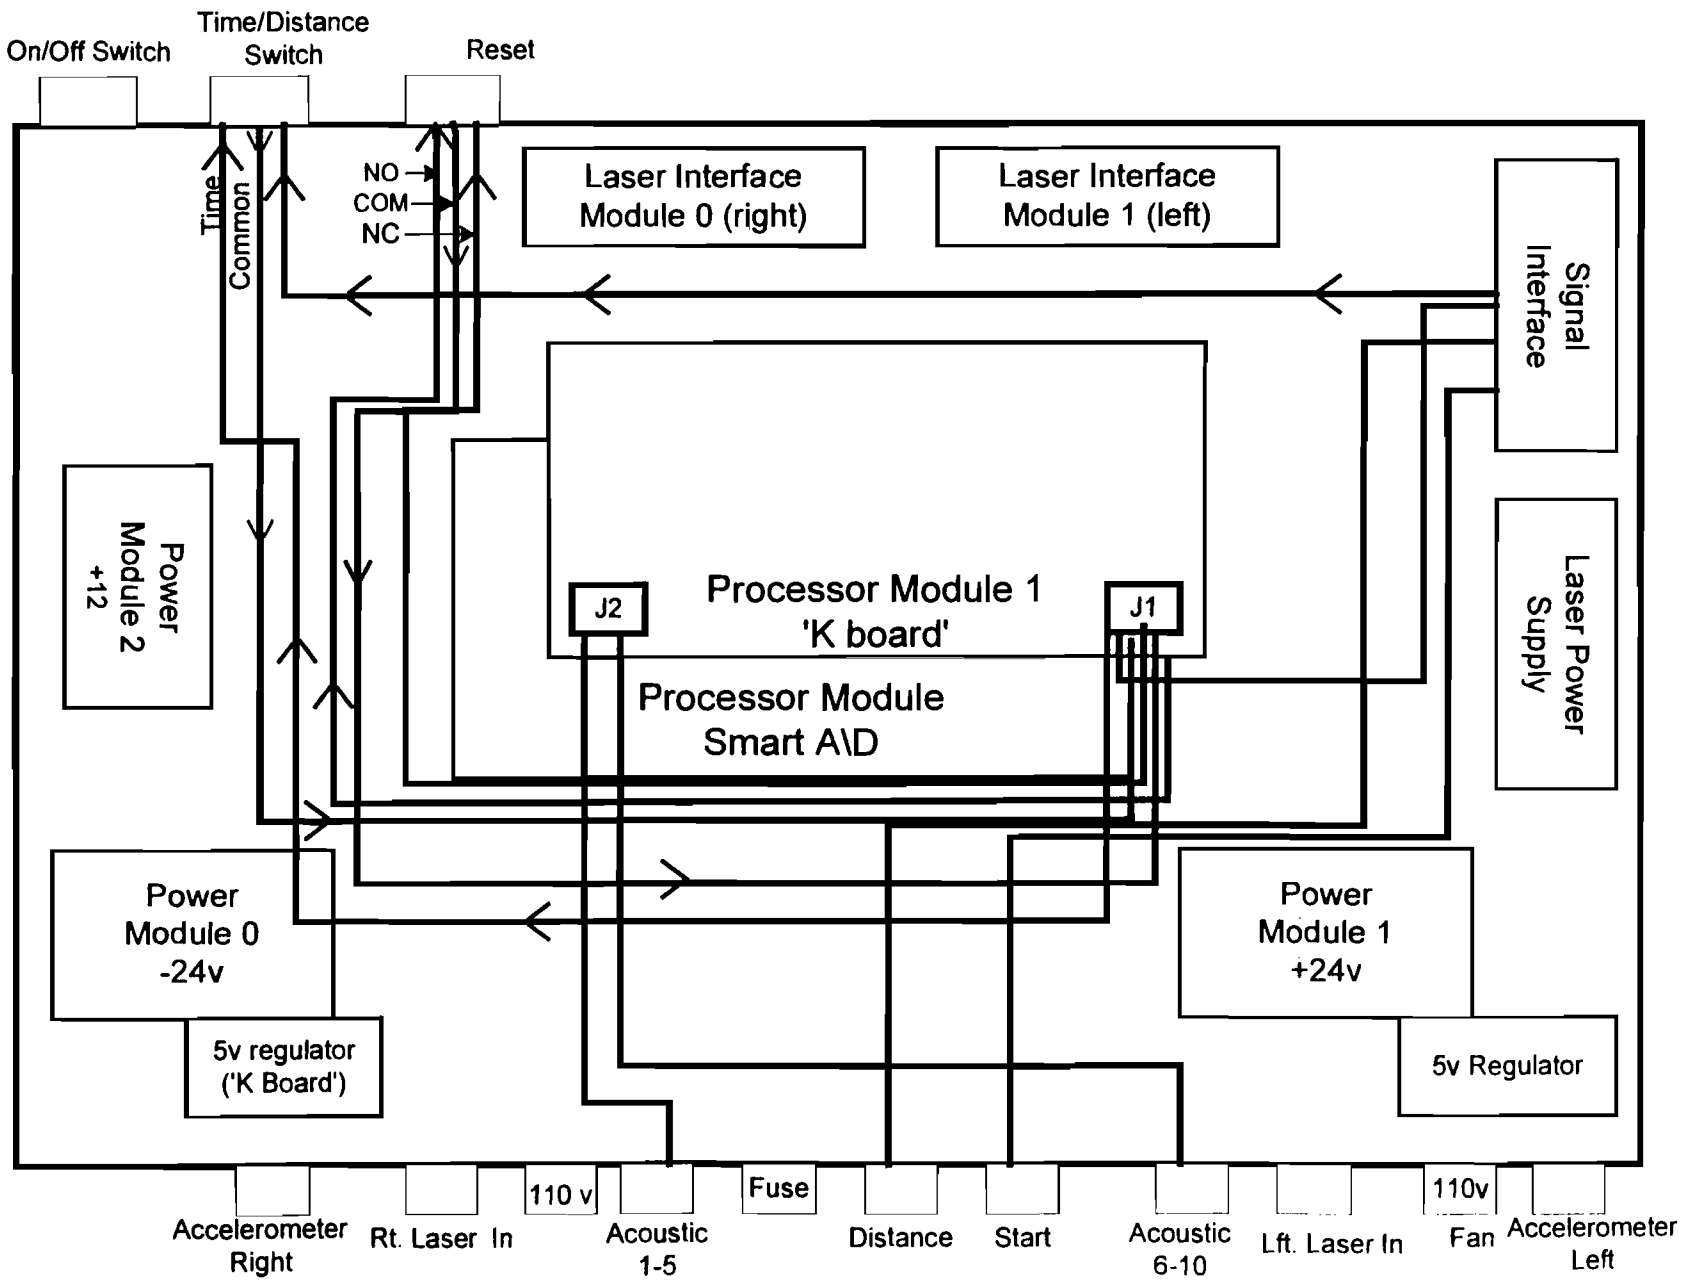 Time/Distance
Switch
On/Off Switch
Reset
Time
Common
NO
COM
NC
Laser Interface
Module 0 (right)
Laser Interface
Module 1 (left)
Signal
Interface
Power
Module 2
+12
J2
Processor Module 1
'K board'
J1
Processor Module
Smart A\D
Laser Power
Supply
Power
Module 0
-24v
5v regulator
('K Board')
Power
Module 1
+24v
5v Regulator
110 v
Fuse
110v
Accelerometer
Right
Rt. Laser In
Acoustic
1-5
Distance
Start
Acoustic
6-10
Lft. Laser In
Fan
Accelerometer
Left